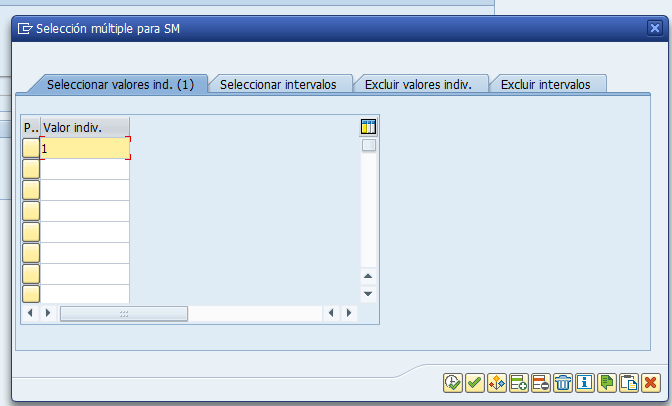 Selección múltiple para SM
Seleccionar valores ind. (1) Seleccionar intervalos Excluir valores indiv. Excluir intervalos
P.. Valor indiv.
1